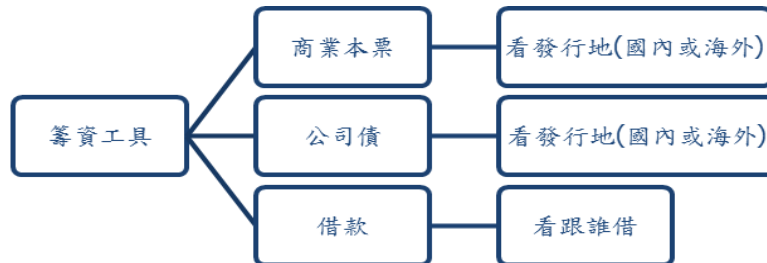 商業本票
看發行地(國內或海外)
籌資工具
公司債
看發行地(國內或海外)
借款
看跟誰借